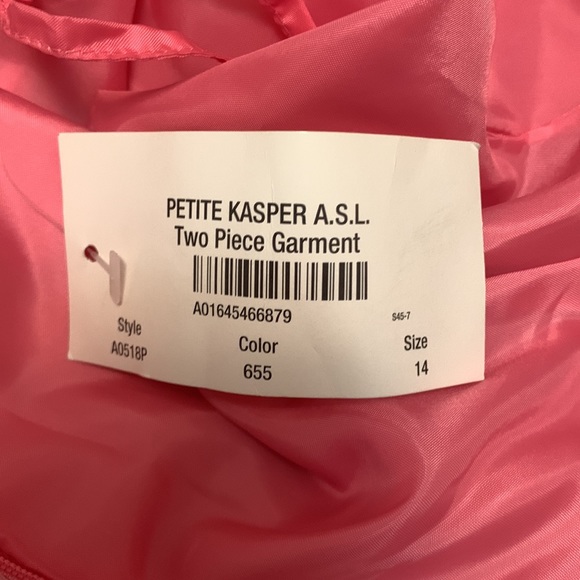 PETITE KASPER A.S.L.
Two Piece Garment
A01645466879
S45-7
Style Color Size
A0518P 655 14